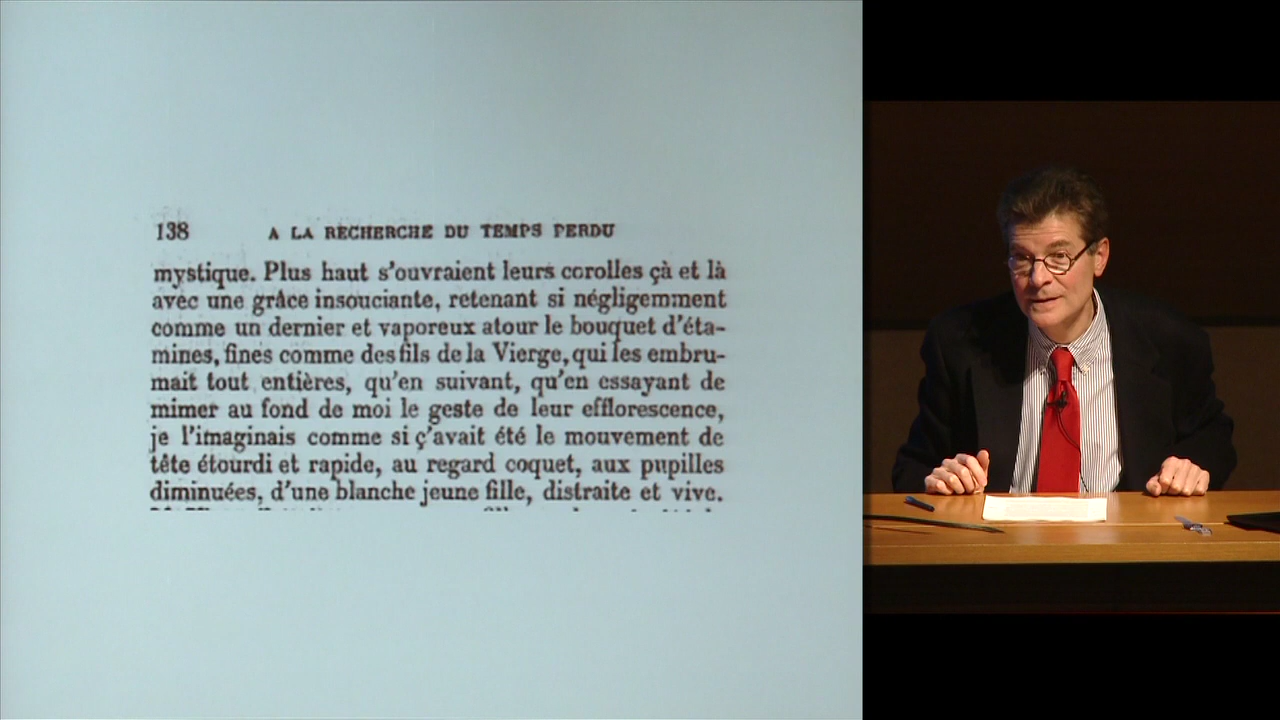 138 A LA RECHERCHE DU TEMPS PERDU
mystique. Plus haut s'ouvraient leurs corolles çà et là
avec une grâce insouciante, retenant si négligemment
comme un dernier et vaporeux atour le bouquet d'éta-
mines, fines comme des fils de la Vierge, qui les embru-
mait tout entières, qu'en suivant, qu'en essayant de
mimer au fond de moi le geste de leur efflorescence,
je l'imaginais comme si ç'avait été le mouvement de
tête étourdi et rapide, au regard coquet, aux pupilles
diminuées, d'une blanche jeune fille, distraite et vive.